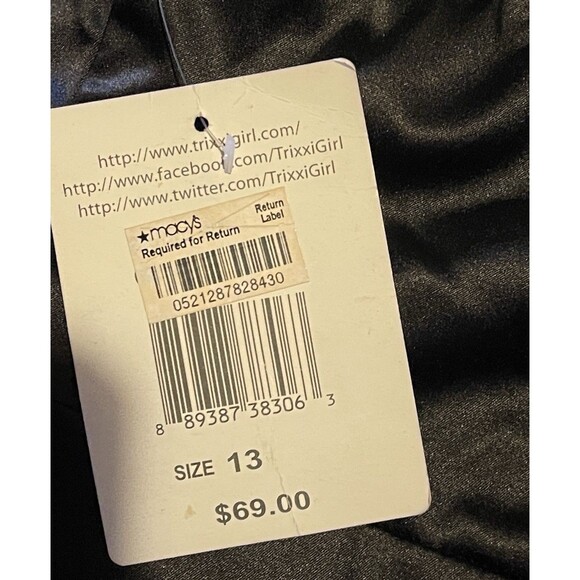 http://www.trixxigirl.com/
http://www.facebook.com/TrixxiGirl
http://www.twitter.com/TrixxiGirl
★macy's Return
Required for Return Label
0521287828430
8 89387 38306 3
SIZE 13
$69.00